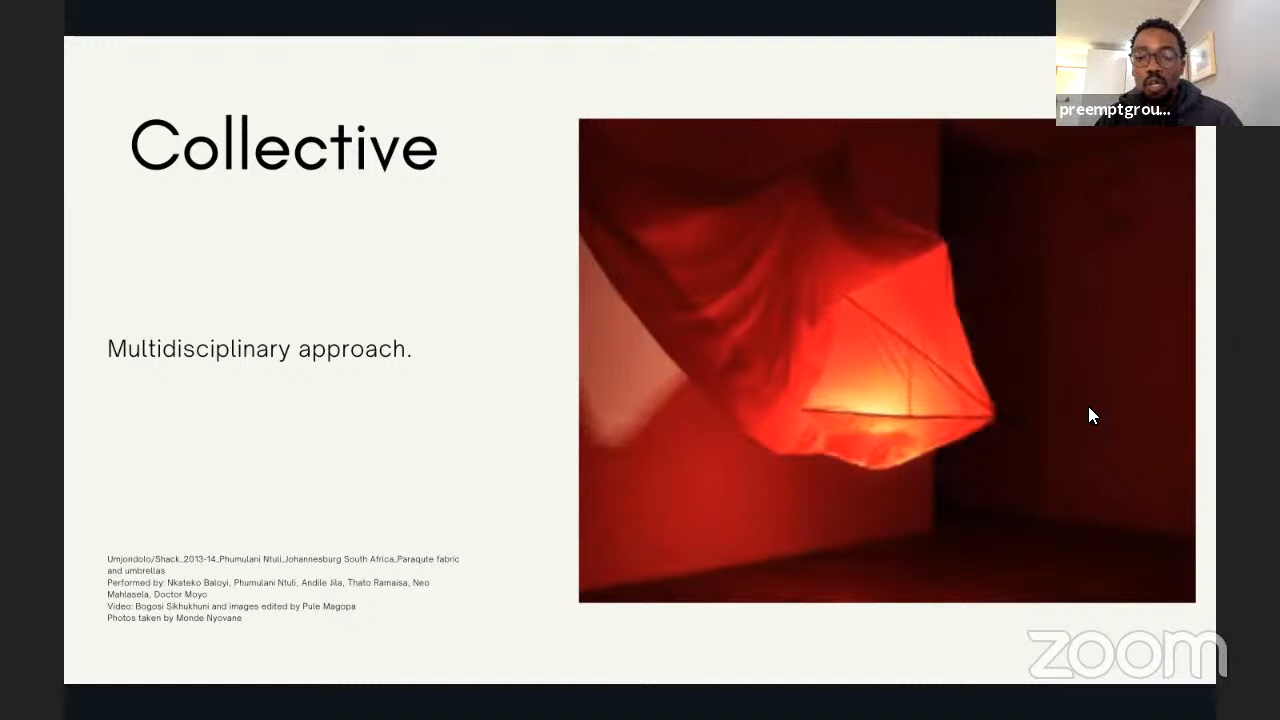 preemptgrou...
Collective
Multidisciplinary approach.
Umjondolo/Shack_2013-14_Phumulani Ntuli_Johannesburg South Africa_Paraqute fabric
and umbrellas
Performed by: Nkateko Baloyi, Phumulani Ntuli, Andile Jila, Thato Ramaisa, Neo
Mahlasela, Doctor Moyo
Video: Bogosi Sikhukhuni and images edited by Pule Magopa
Photos taken by Monde Nyovane
zoom